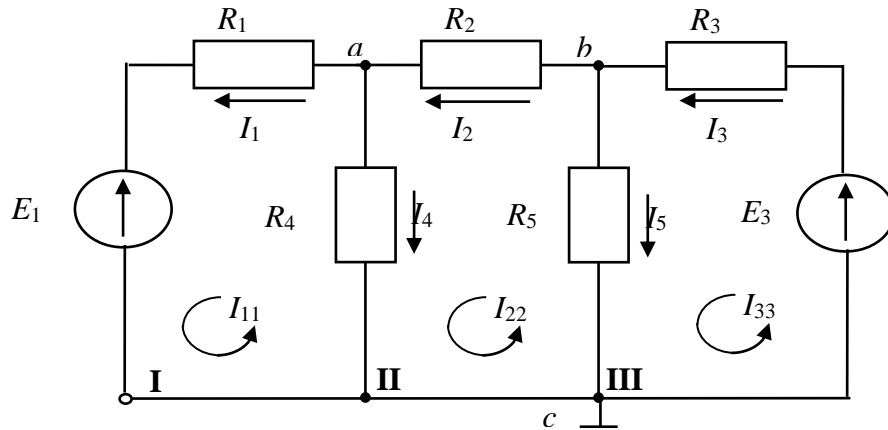 R1 a R2 b R3
I1 I2 I3
E1 R4 I4 R5 I5 E3
I11 I22 I33
I II III
c